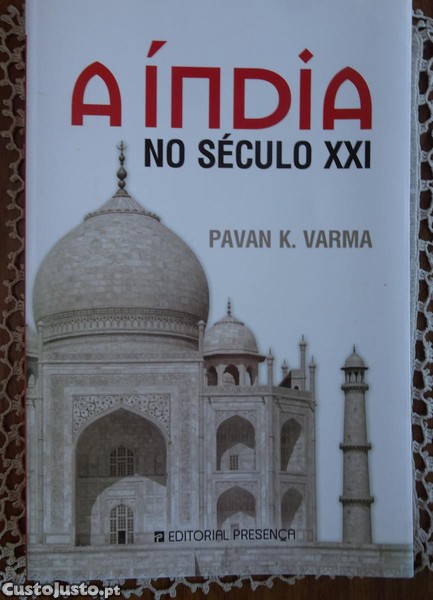 A ÍNDIA
NO SÉCULO XXI
PAVAN K. VARMA
EDITORIAL PRESENÇA
CustoJusto.pt